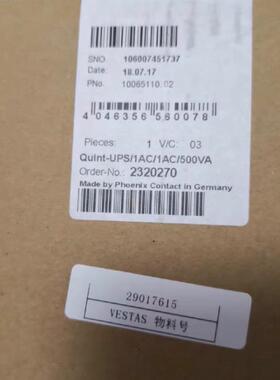 SNO: 106007451737
Date: 18.07.17
PNo. 10065110.02
4 046356 560078
Pieces: 1 V/C: 03
Quint-UPS/1AC/1AC/500VA
Order-No.: 2320270
Made by Phoenix Contact in Germany
29017615
VESTAS 物料号